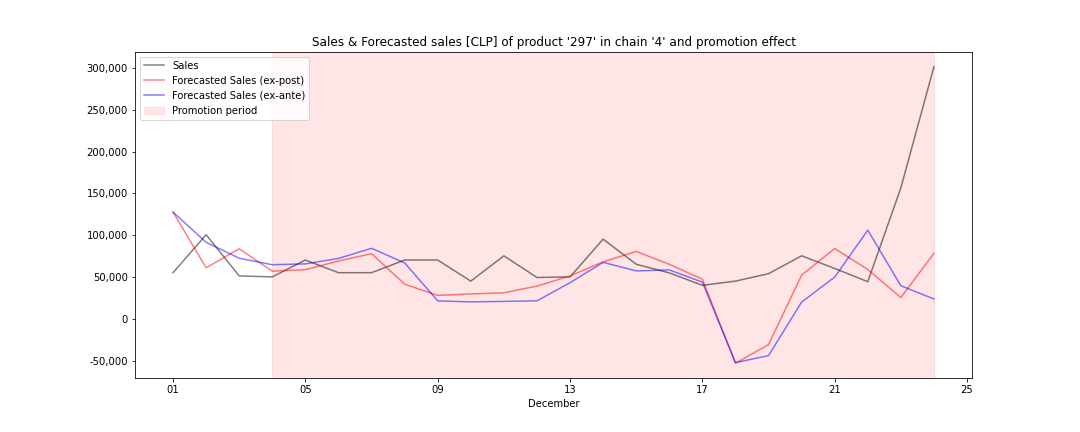 Sales & Forecasted sales [CLP] of product '297' in chain '4' and promotion effect
Sales
Forecasted Sales (ex-post)
Forecasted Sales (ex-ante)
Promotion period
300,000
250,000
200,000
150,000
100,000
50,000
0
-50,000
01 05 09 13 17 21 25
December